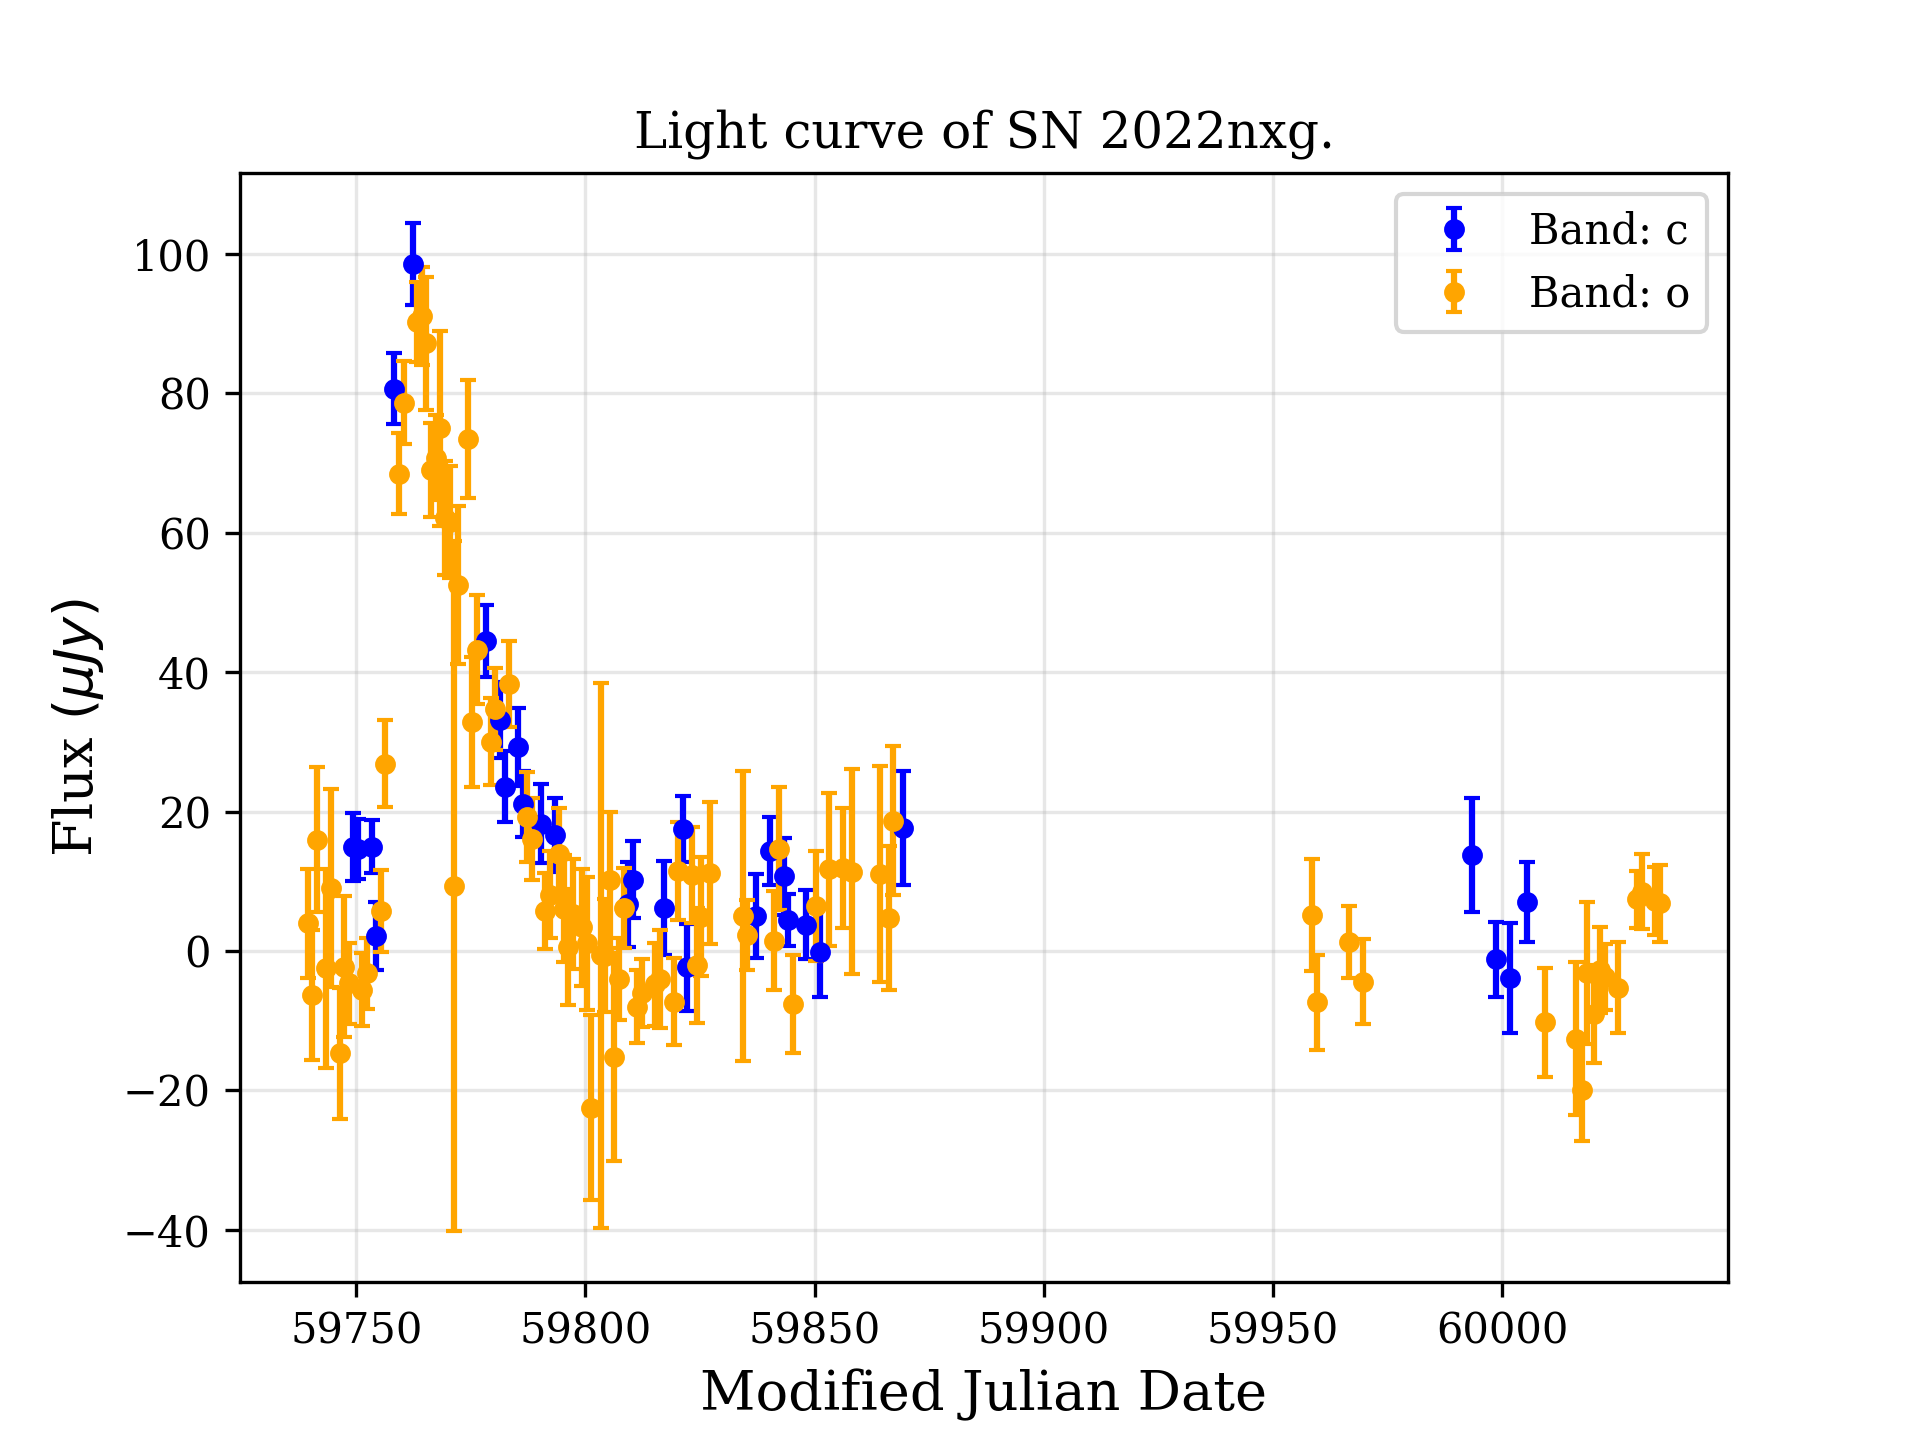 Light curve of SN 2022nxg.
Band: c
Band: o
100
80
60
40
20
0
−20
−40
Flux (μJy)
59750 59800 59850 59900 59950 60000
Modified Julian Date